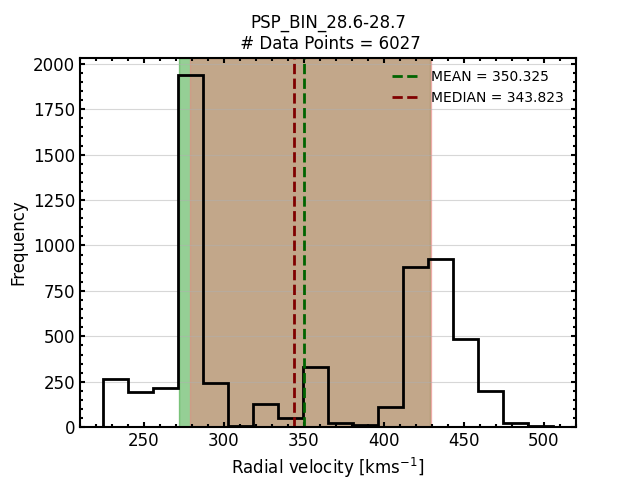 PSP_BIN_28.6-28.7
# Data Points = 6027
MEAN = 350.325
MEDIAN = 343.823
Frequency
2000
1750
1500
1250
1000
750
500
250
0
250 300 350 400 450 500
Radial velocity [kms⁻¹]